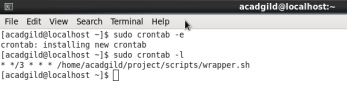 acadgild@localhost:~
File Edit View Search Terminal Help
[acadgild@localhost ~]$ sudo crontab -e
crontab: installing new crontab
[acadgild@localhost ~]$ sudo crontab -l
* */3 * * * /home/acadgild/project/scripts/wrapper.sh
[acadgild@localhost ~]$